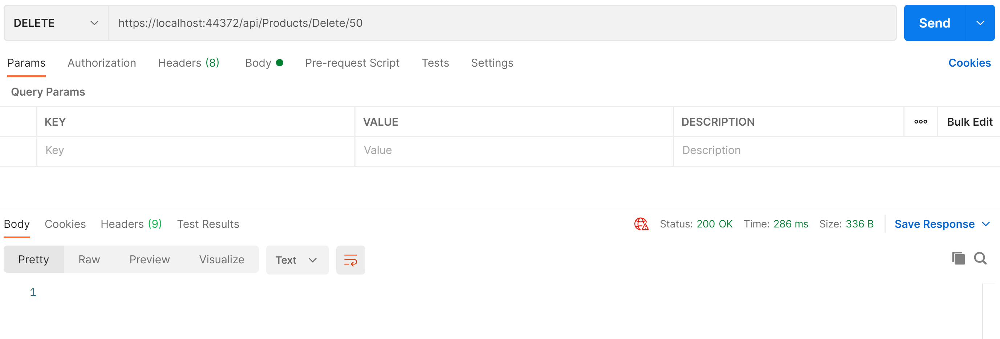 DELETE https://localhost:44372/api/Products/Delete/50 Send
Params Authorization Headers (8) Body Pre-request Script Tests Settings Cookies
Query Params
KEY VALUE DESCRIPTION Bulk Edit
Key Value Description
Body Cookies Headers (9) Test Results Status: 200 OK Time: 286 ms Size: 336 B Save Response
Pretty Raw Preview Visualize Text
1